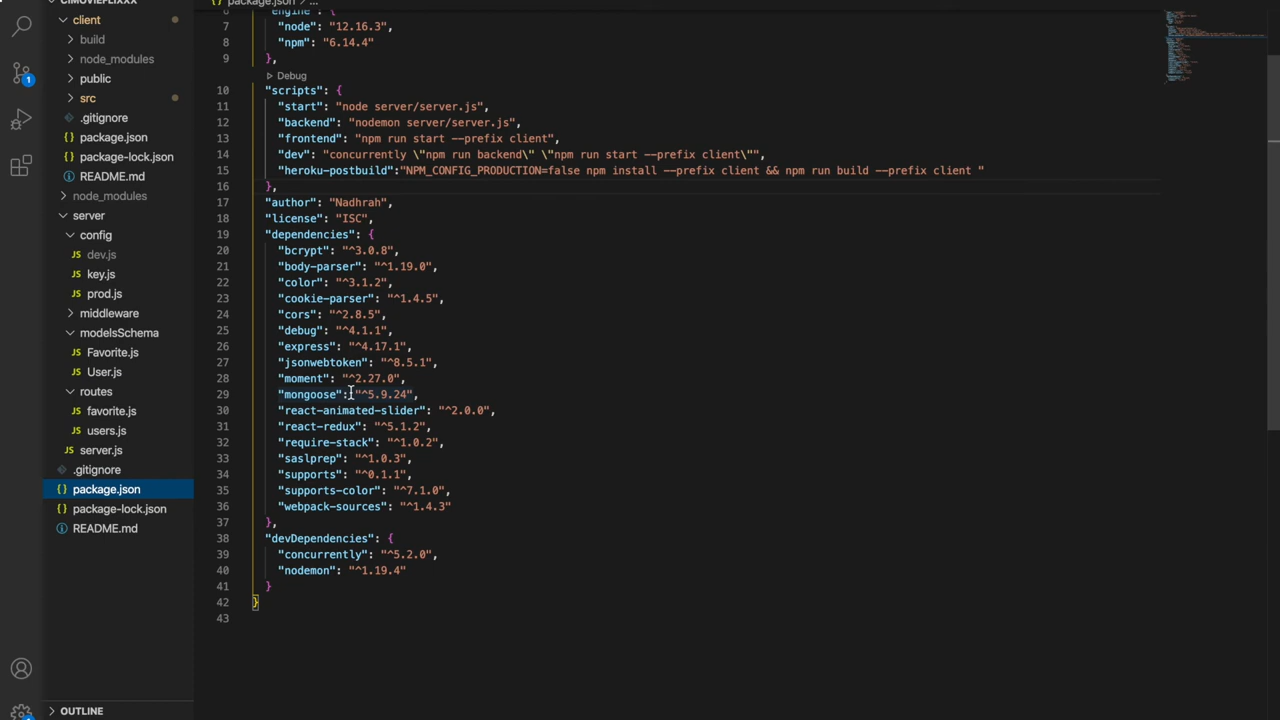 CIMOVIEFLIXXX
client
build
node_modules
public
src
.gitignore
package.json
package-lock.json
README.md
node_modules
server
config
dev.js
key.js
prod.js
middleware
modelsSchema
Favorite.js
User.js
routes
favorite.js
users.js
server.js
.gitignore
package.json
package-lock.json
README.md
OUTLINE
1
package.json > ...
6 "engine": {
7 "node": "12.16.3",
8 "npm": "6.14.4"
9 },
Debug
10 "scripts": {
11 "start": "node server/server.js",
12 "backend": "nodemon server/server.js",
13 "frontend": "npm run start --prefix client",
14 "dev": "concurrently \"npm run backend\" \"npm run start --prefix client\"",
15 "heroku-postbuild":"NPM_CONFIG_PRODUCTION=false npm install --prefix client && npm run build --prefix client "
16 },
17 "author": "Nadhrah",
18 "license": "ISC",
19 "dependencies": {
20 "bcrypt": "^3.0.8",
21 "body-parser": "^1.19.0",
22 "color": "^3.1.2",
23 "cookie-parser": "^1.4.5",
24 "cors": "^2.8.5",
25 "debug": "^4.1.1",
26 "express": "^4.17.1",
27 "jsonwebtoken": "^8.5.1",
28 "moment": "^2.27.0",
29 "mongoose": "^5.9.24",
30 "react-animated-slider": "^2.0.0",
31 "react-redux": "^5.1.2",
32 "require-stack": "^1.0.2",
33 "saslprep": "^1.0.3",
34 "supports": "^0.1.1",
35 "supports-color": "^7.1.0",
36 "webpack-sources": "^1.4.3"
37 },
38 "devDependencies": {
39 "concurrently": "^5.2.0",
40 "nodemon": "^1.19.4"
41 }
42 }
43